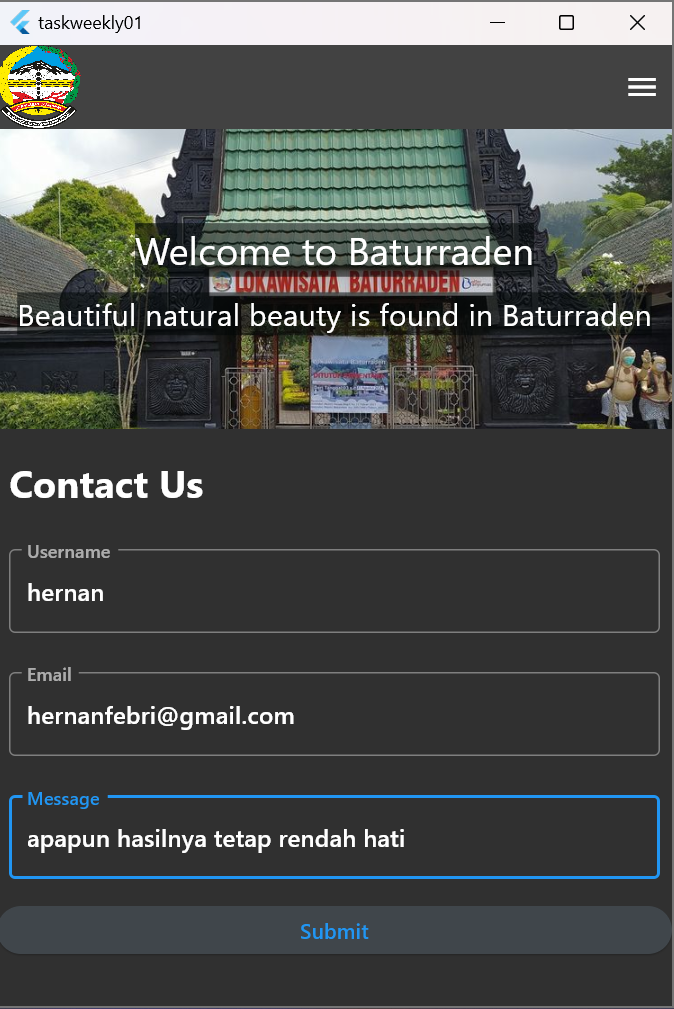 taskweekly01
Welcome to Baturraden
LOKAWISATA BATURRADEN
Beautiful natural beauty is found in Baturraden
Contact Us
Username
hernan
Email
hernanfebri@gmail.com
Message
apapun hasilnya tetap rendah hati
Submit